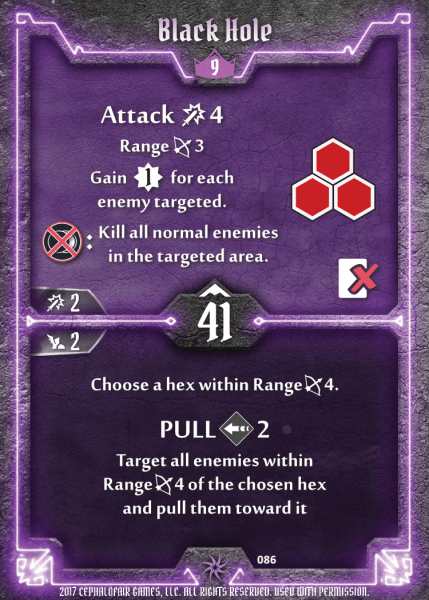 Black Hole
9
Attack 4
Range 3
Gain 1 for each
enemy targeted.
: Kill all normal enemies
in the targeted area.
2
41
2
Choose a hex within Range 4.
PULL 2
Target all enemies within
Range 4 of the chosen hex
and pull them toward it
086
2017 CEPHALOFAIR GAMES, LLC. ALL RIGHTS RESERVED. USED WITH PERMISSION.